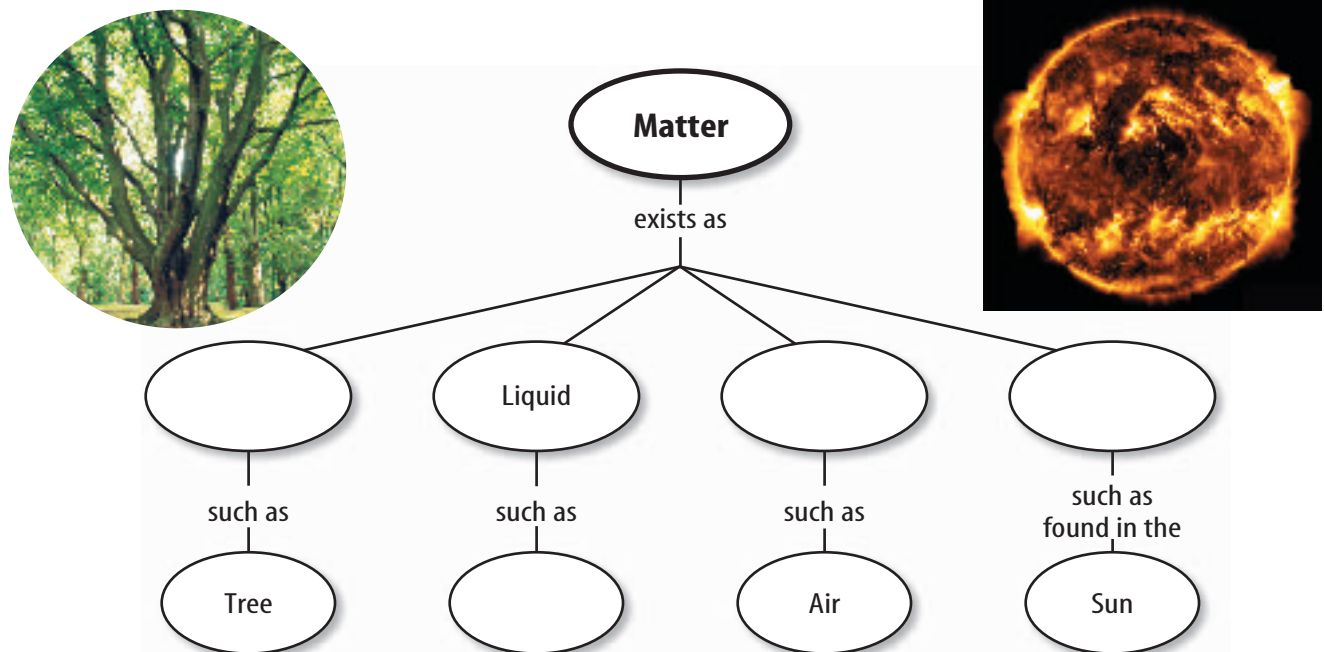 Matter
exists as
Liquid
such as
such as
such as
such as
found in the
Tree
Air
Sun